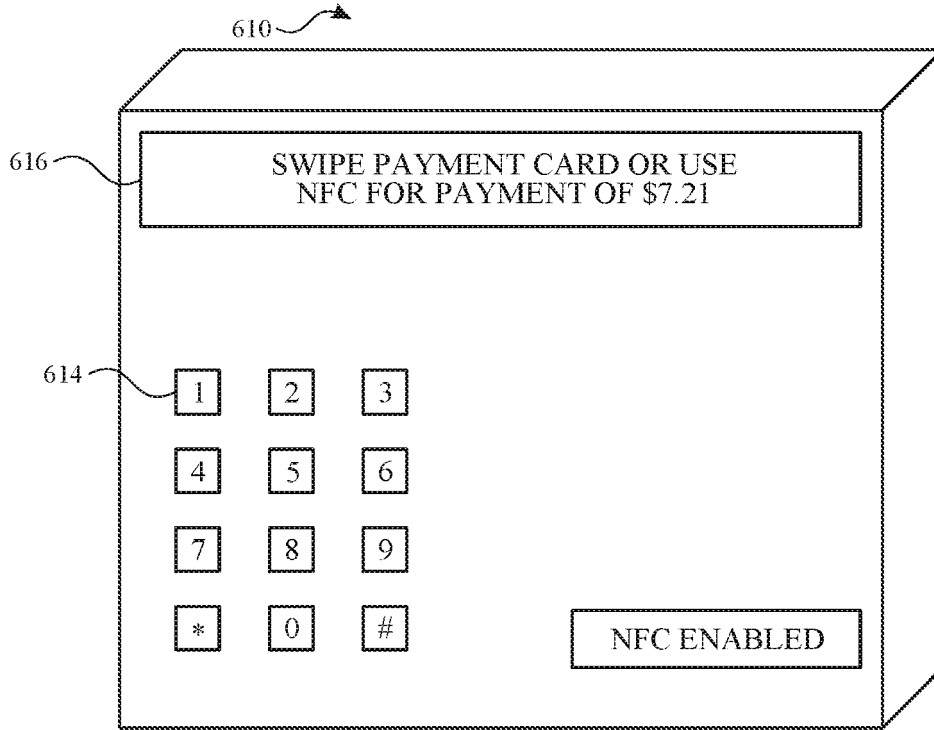 610
616
SWIPE PAYMENT CARD OR USE
NFC FOR PAYMENT OF $7.21
614
1 2 3
4 5 6
7 8 9
* 0 #
NFC ENABLED